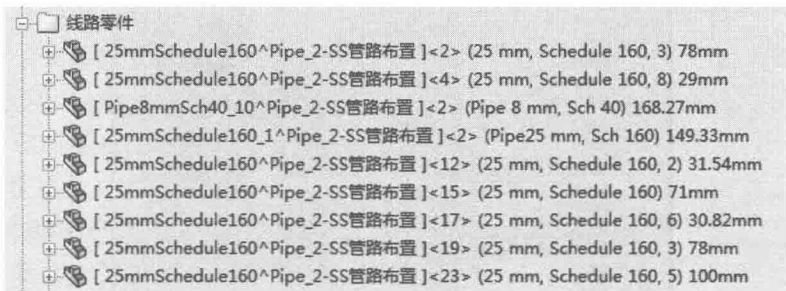 线路零件
[ 25mmSchedule160^Pipe_2-SS管路布置 ]<2> (25 mm, Schedule 160, 3) 78mm
[ 25mmSchedule160^Pipe_2-SS管路布置 ]<4> (25 mm, Schedule 160, 8) 29mm
[ Pipe8mmSch40_10^Pipe_2-SS管路布置 ]<2> (Pipe 8 mm, Sch 40) 168.27mm
[ 25mmSchedule160_1^Pipe_2-SS管路布置 ]<2> (Pipe25 mm, Sch 160) 149.33mm
[ 25mmSchedule160^Pipe_2-SS管路布置 ]<12> (25 mm, Schedule 160, 2) 31.54mm
[ 25mmSchedule160^Pipe_2-SS管路布置 ]<15> (25 mm, Schedule 160) 71mm
[ 25mmSchedule160^Pipe_2-SS管路布置 ]<17> (25 mm, Schedule 160, 6) 30.82mm
[ 25mmSchedule160^Pipe_2-SS管路布置 ]<19> (25 mm, Schedule 160, 3) 78mm
[ 25mmSchedule160^Pipe_2-SS管路布置 ]<23> (25 mm, Schedule 160, 5) 100mm